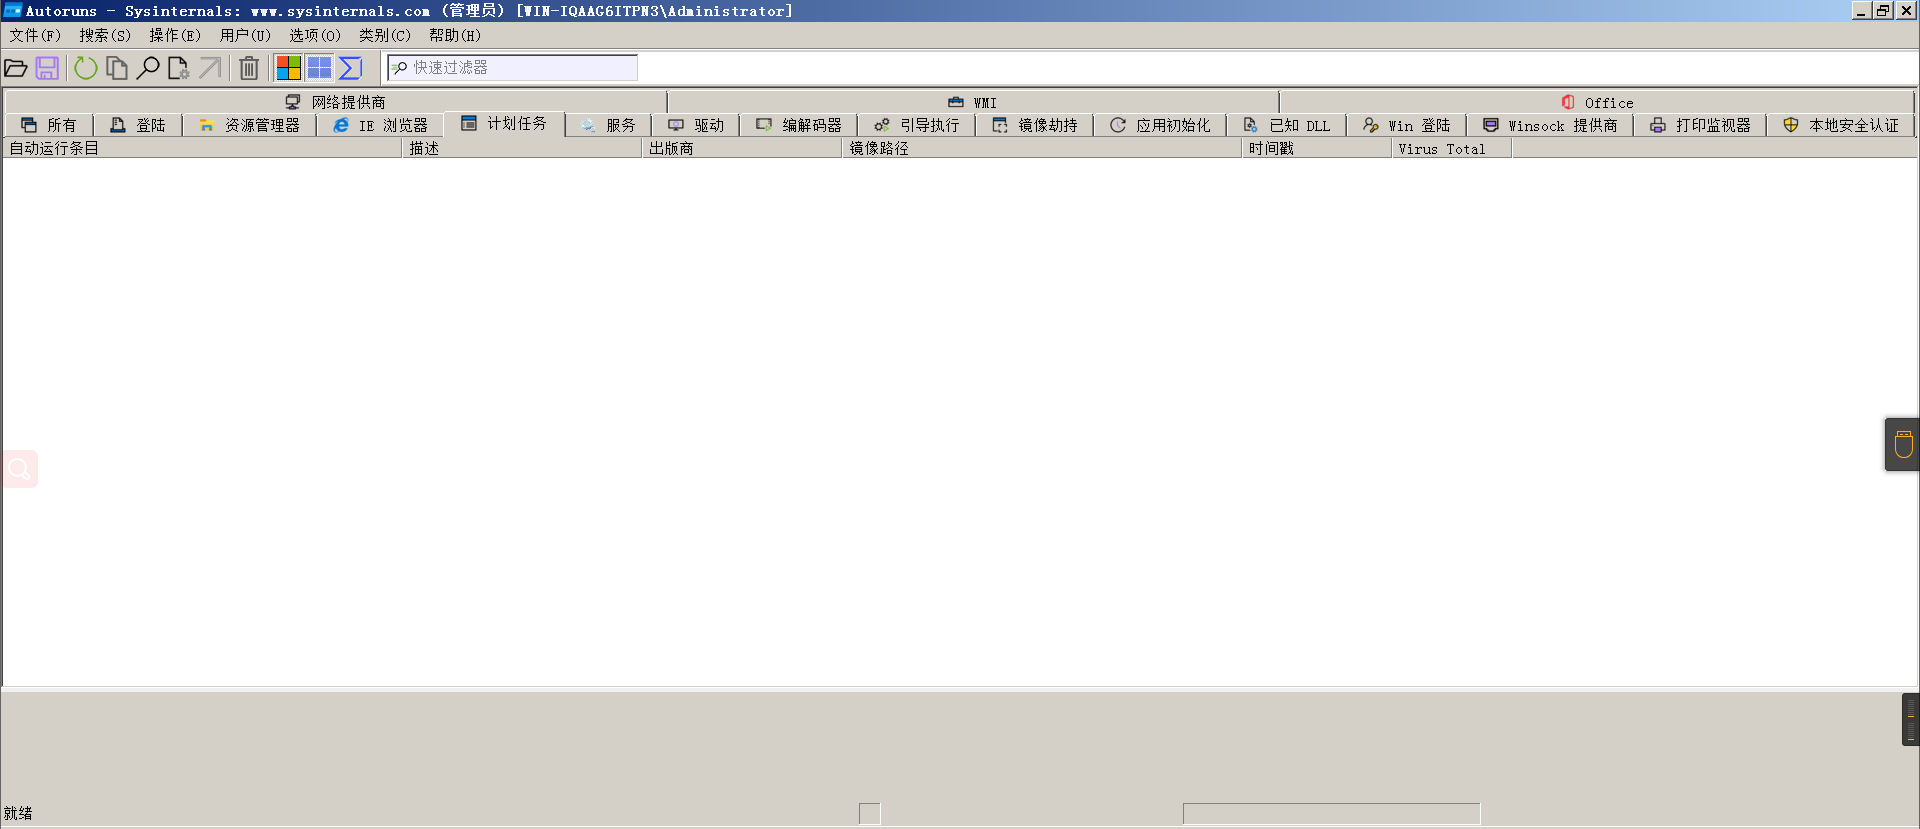 Autoruns - Sysinternals: www.sysinternals.com (管理员) [WIN-IQAAG6ITPN3\Administrator]
文件(F) 搜索(S) 操作(E) 用户(U) 选项(O) 类别(C) 帮助(H)
快速过滤器
网络提供商 WMI Office
所有 登陆 资源管理器 IE 浏览器 计划任务 服务 驱动 编解码器 引导执行 镜像劫持 应用初始化 已知 DLL Win 登陆 Winsock 提供商 打印监视器 本地安全认证
自动运行条目 描述 出版商 镜像路径 时间戳 Virus Total
就绪